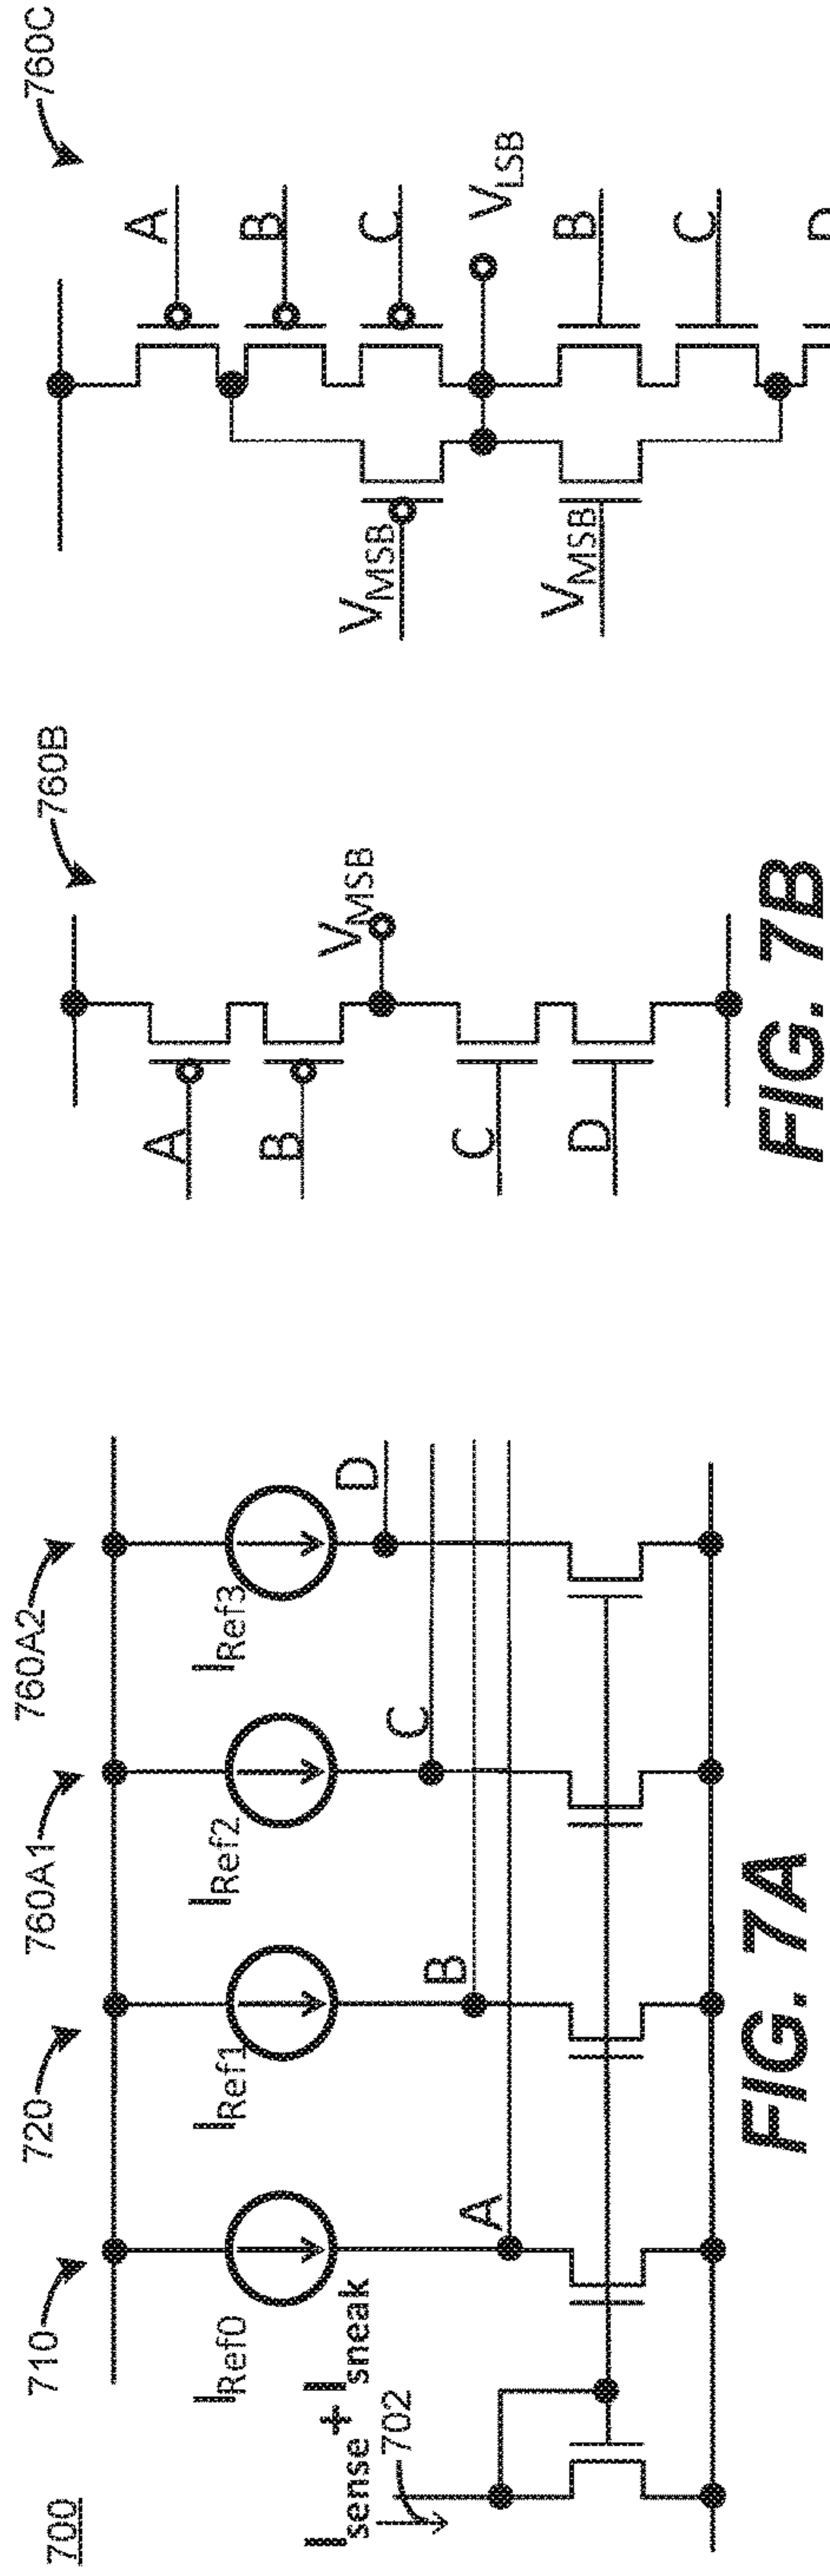 700
710
720
760A1
760A2
I_Ref0
I_Ref1
I_Ref2
I_Ref3
I_sense + I_sneak
702
A
B
C
D
FIG. 7A
760B
A
B
V_MSB
C
D
FIG. 7B
760C
A
B
C
V_MSB
V_LSB
V_MSB
B
C
D